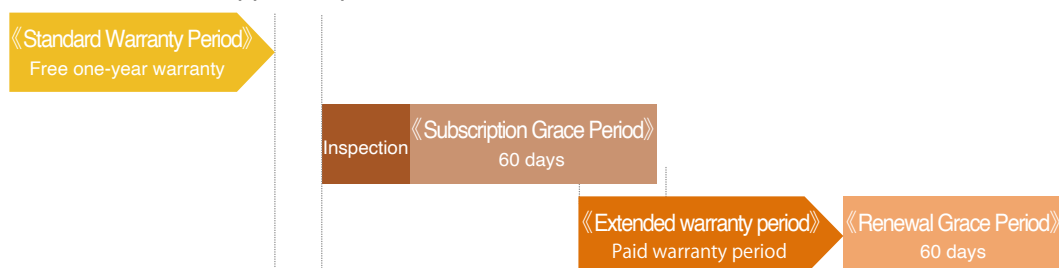 《Standard Warranty Period》
Free one-year warranty
Inspection
《Subscription Grace Period》
60 days
《Extended warranty period》
Paid warranty period
《Renewal Grace Period》
60 days